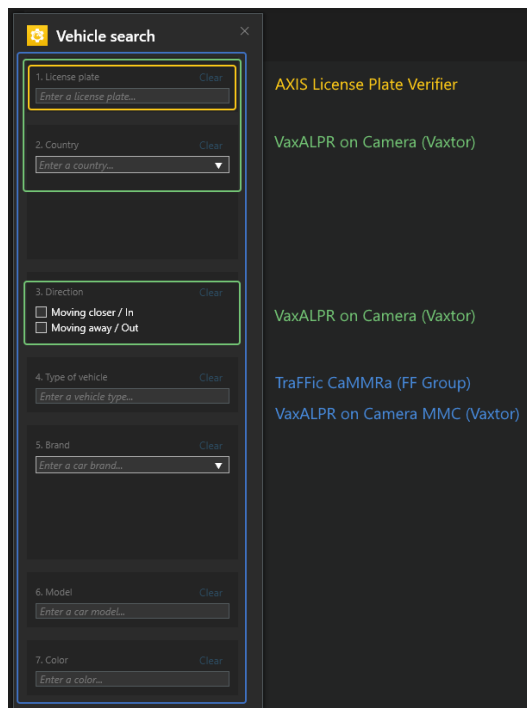 Vehicle search
1. License plate Clear
Enter a license plate...
AXIS License Plate Verifier
2. Country Clear
Enter a country...
VaxALPR on Camera (Vaxtor)
3. Direction Clear
Moving closer / In
Moving away / Out
VaxALPR on Camera (Vaxtor)
4. Type of vehicle Clear
Enter a vehicle type...
TraFFic CaMMRa (FF Group)
VaxALPR on Camera MMC (Vaxtor)
5. Brand Clear
Enter a car brand...
6. Model Clear
Enter a car model...
7. Color Clear
Enter a color...